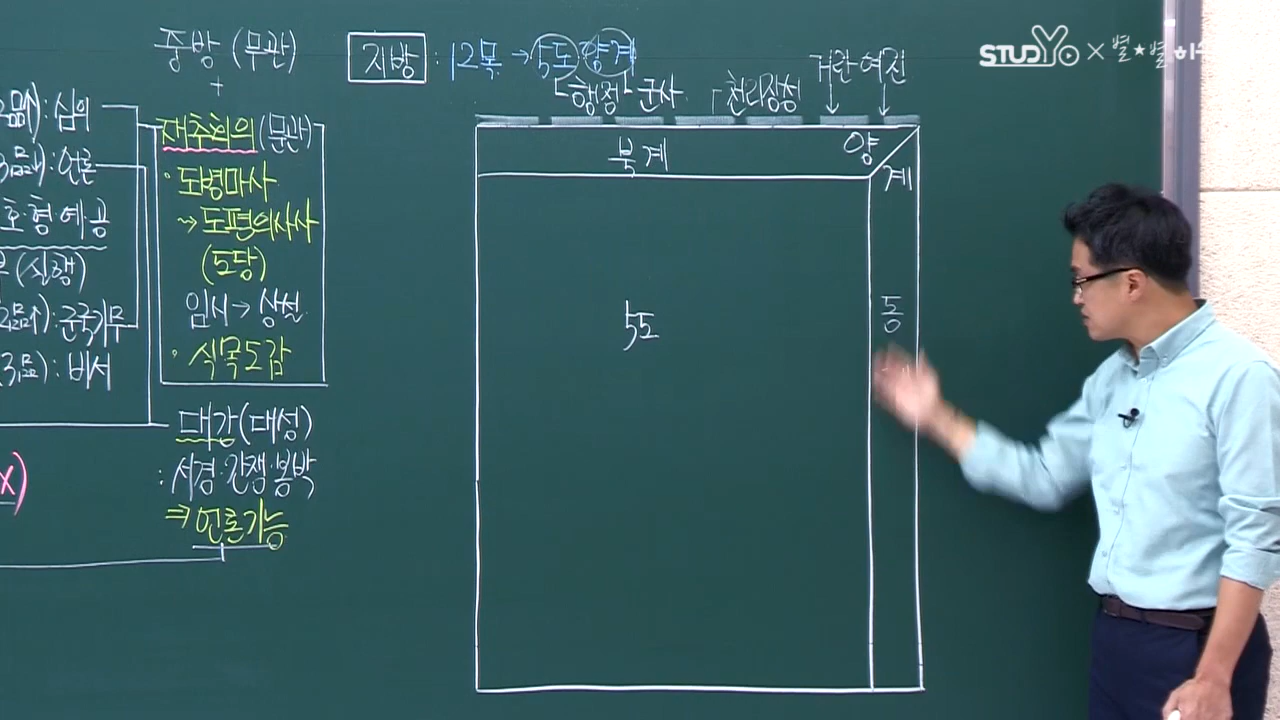 STUDYo × 별★별 하
중방 (무관)
+
재추회의 (문관)
· 도병마사
→ 도편의사사
(도당)
임시 → 상설
· 식목도감
대간 (대성)
: 서경·간쟁·봉박
⇒ 언론기능
: 심의
: 언론
호 형 예 공
(실행)
: 군국기무
: 비서
x)
지방 : 12목 → 5도 양계
행정 군사
천리장성
거란 여진
북계
양
계
5도
동